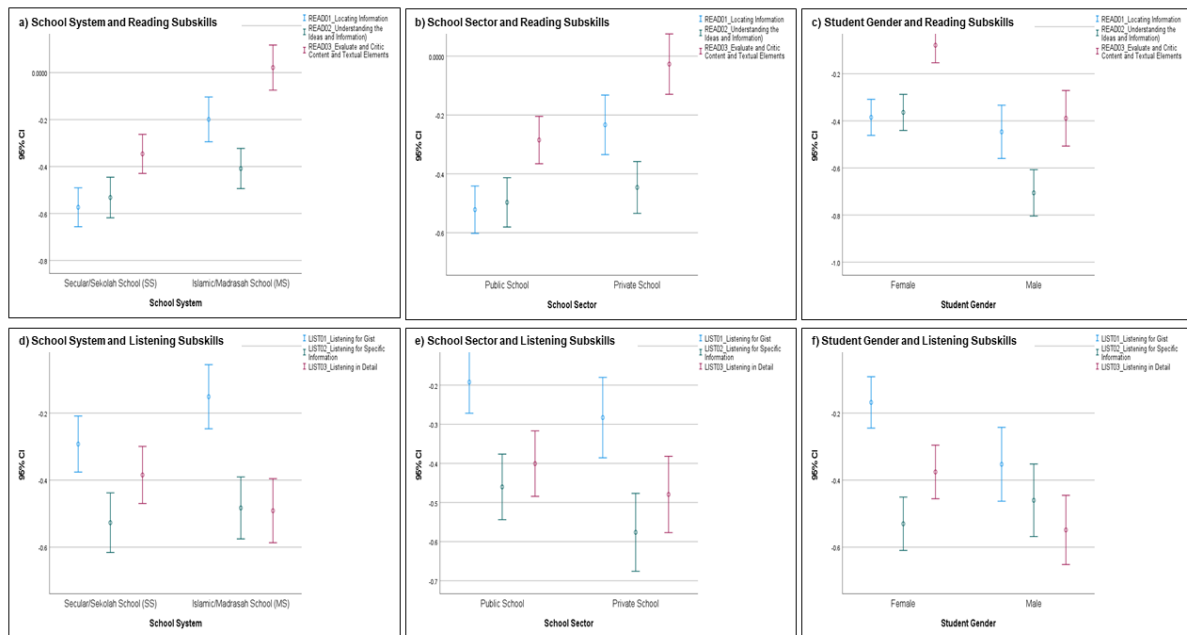 a) School System and Reading Subskills
READ01_Locating Information
READ02_Understanding the
Ideas and Information)
READ03_Evaluate and Critic
Content and Textual Elements
0.0000
-0.2
-0.4
-0.6
-0.8
95% CI
Secular/Sekolah School (SS)
Islamic/Madrasah School (MS)
School System
b) School Sector and Reading Subskills
READ01_Locating Information
READ02_Understanding the
Ideas and Information)
READ03_Evaluate and Critic
Content and Textual Elements
0.0000
-0.2
-0.4
-0.6
95% CI
Public School
Private School
School Sector
c) Student Gender and Reading Subskills
READ01_Locating Information
READ02_Understanding the
Ideas and Information)
READ03_Evaluate and Critic
Content and Textual Elements
-0.2
-0.4
-0.6
-0.8
-1.0
95% CI
Female
Male
Student Gender
d) School System and Listening Subskills
LIST01_Listening for Gist
LIST02_Listening for Specific
Information
LIST03_Listening in Detail
-0.2
-0.4
-0.6
95% CI
Secular/Sekolah School (SS)
Islamic/Madrasah School (MS)
School System
e) School Sector and Listening Subskills
LIST01_Listening for Gist
LIST02_Listening for Specific
Information
LIST03_Listening in Detail
-0.2
-0.3
-0.4
-0.5
-0.6
-0.7
95% CI
Public School
Private School
School Sector
f) Student Gender and Listening Subskills
LIST01_Listening for Gist
LIST02_Listening for Specific
Information
LIST03_Listening in Detail
-0.2
-0.4
-0.6
95% CI
Female
Male
Student Gender